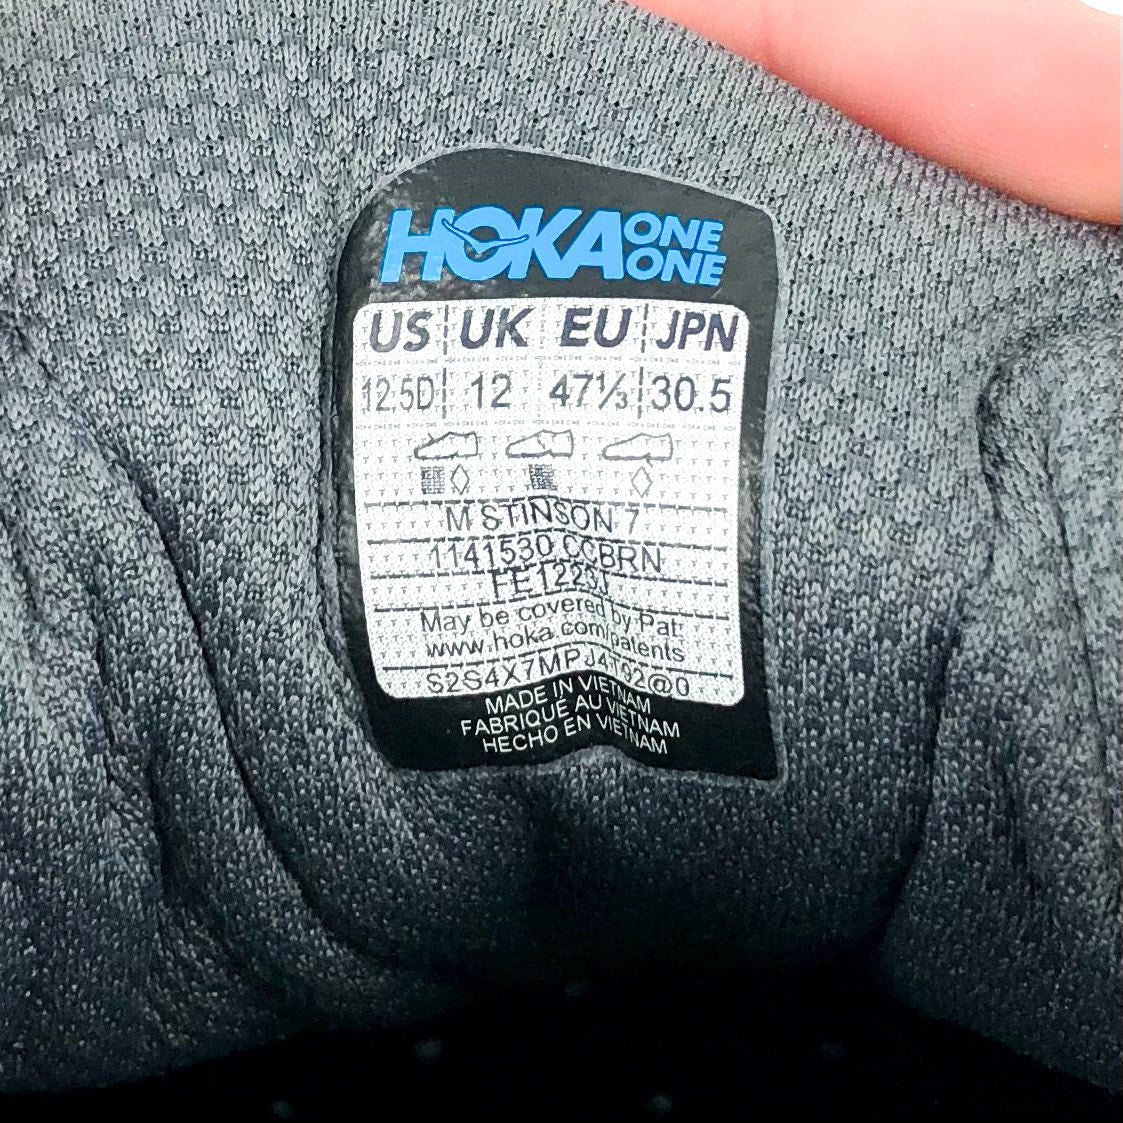 HOKA ONE ONE
US UK EU JPN
12.5D 12 47⅓ 30.5
M STINSON 7
1141530 CCBRN
May be covered by Pat:
www.hoka.com/patents
S2S4X7MPJ4T92@0
MADE IN VIETNAM
FABRIQUÉ AU VIETNAM
HECHO EN VIETNAM